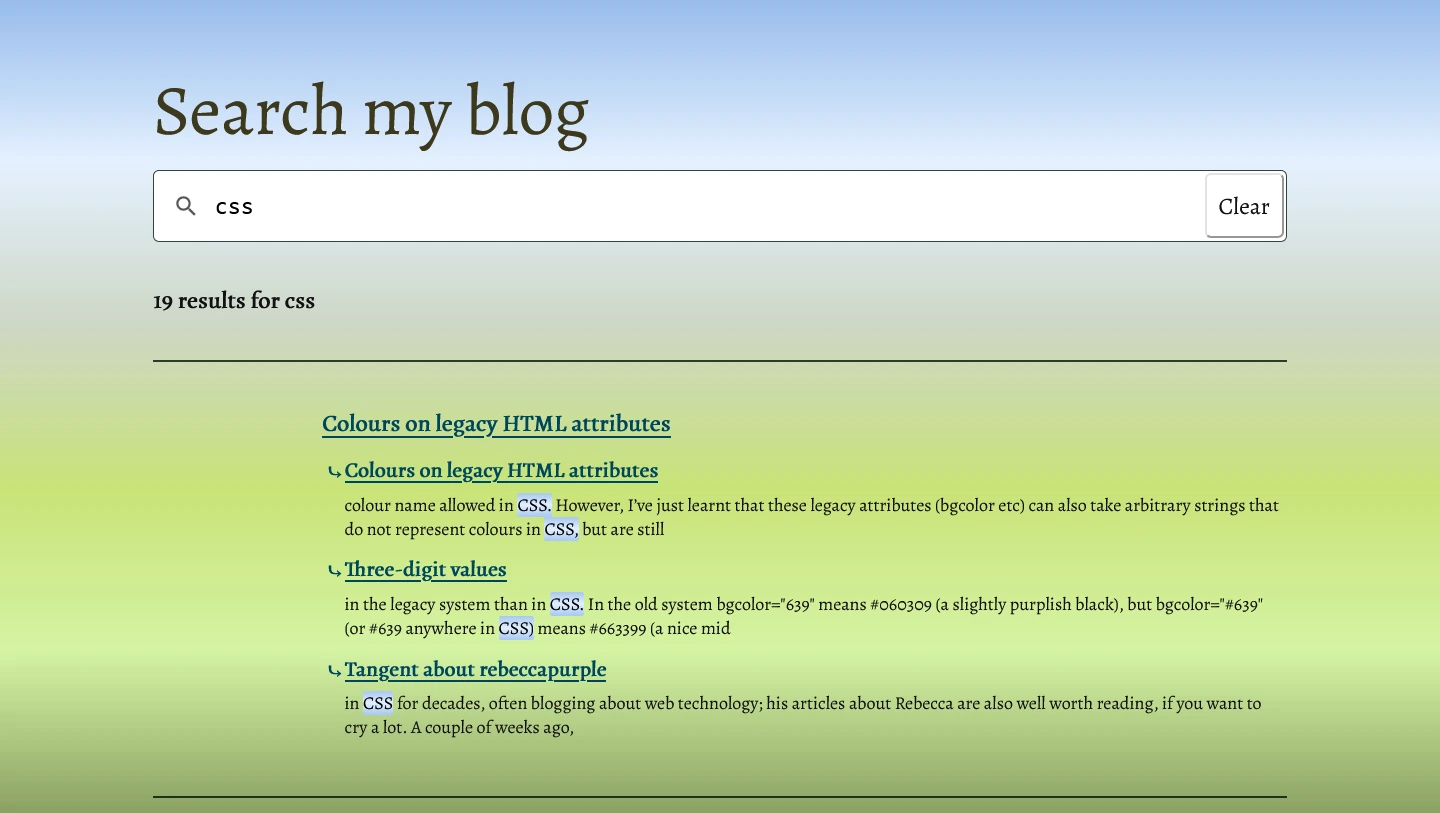 Search my blog
css
Clear
19 results for css
Colours on legacy HTML attributes
⤷Colours on legacy HTML attributes
colour name allowed in CSS. However, I’ve just learnt that these legacy attributes (bgcolor etc) can also take arbitrary strings that
do not represent colours in CSS, but are still
⤷Three-digit values
in the legacy system than in CSS. In the old system bgcolor="639" means #060309 (a slightly purplish black), but bgcolor="#639"
(or #639 anywhere in CSS) means #663399 (a nice mid
⤷Tangent about rebeccapurple
in CSS for decades, often blogging about web technology; his articles about Rebecca are also well worth reading, if you want to
cry a lot. A couple of weeks ago,